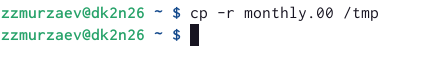 zzmurzaev@dk2n26 ~ $ cp -r monthly.00 /tmp
zzmurzaev@dk2n26 ~ $